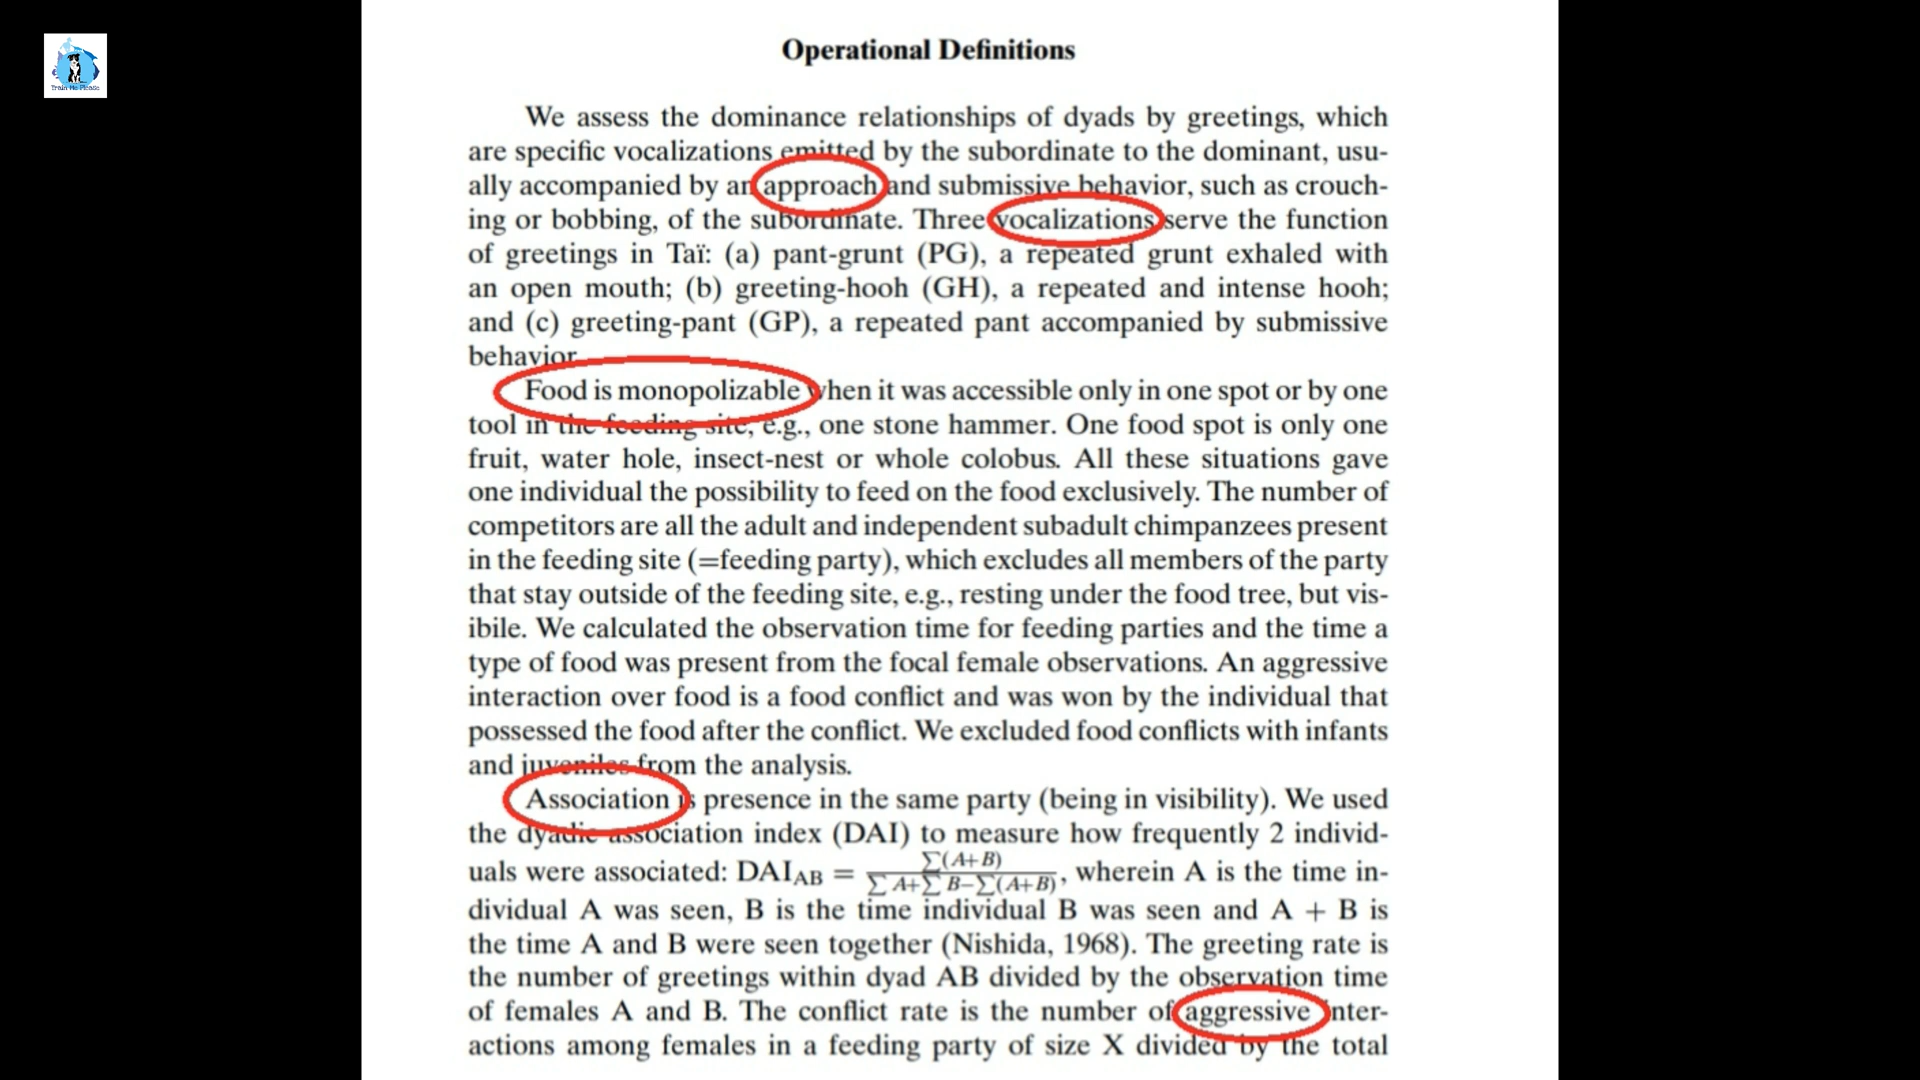 Train Me Please
Operational Definitions
We assess the dominance relationships of dyads by greetings, which
are specific vocalizations emitted by the subordinate to the dominant, usu-
ally accompanied by an approach and submissive behavior, such as crouch-
ing or bobbing, of the subordinate. Three vocalizations serve the function
of greetings in Taï: (a) pant-grunt (PG), a repeated grunt exhaled with
an open mouth; (b) greeting-hooh (GH), a repeated and intense hooh;
and (c) greeting-pant (GP), a repeated pant accompanied by submissive
behavior.
Food is monopolizable when it was accessible only in one spot or by one
tool in the feeding site, e.g., one stone hammer. One food spot is only one
fruit, water hole, insect-nest or whole colobus. All these situations gave
one individual the possibility to feed on the food exclusively. The number of
competitors are all the adult and independent subadult chimpanzees present
in the feeding site (=feeding party), which excludes all members of the party
that stay outside of the feeding site, e.g., resting under the food tree, but vis-
ibile. We calculated the observation time for feeding parties and the time a
type of food was present from the focal female observations. An aggressive
interaction over food is a food conflict and was won by the individual that
possessed the food after the conflict. We excluded food conflicts with infants
and juveniles from the analysis.
Association is presence in the same party (being in visibility). We used
the dyadic association index (DAI) to measure how frequently 2 individ-
uals were associated: DAI_AB = ∑(A+B) / ∑A+∑B−∑(A+B), wherein A is the time in-
dividual A was seen, B is the time individual B was seen and A + B is
the time A and B were seen together (Nishida, 1968). The greeting rate is
the number of greetings within dyad AB divided by the observation time
of females A and B. The conflict rate is the number of aggressive inter-
actions among females in a feeding party of size X divided by the total